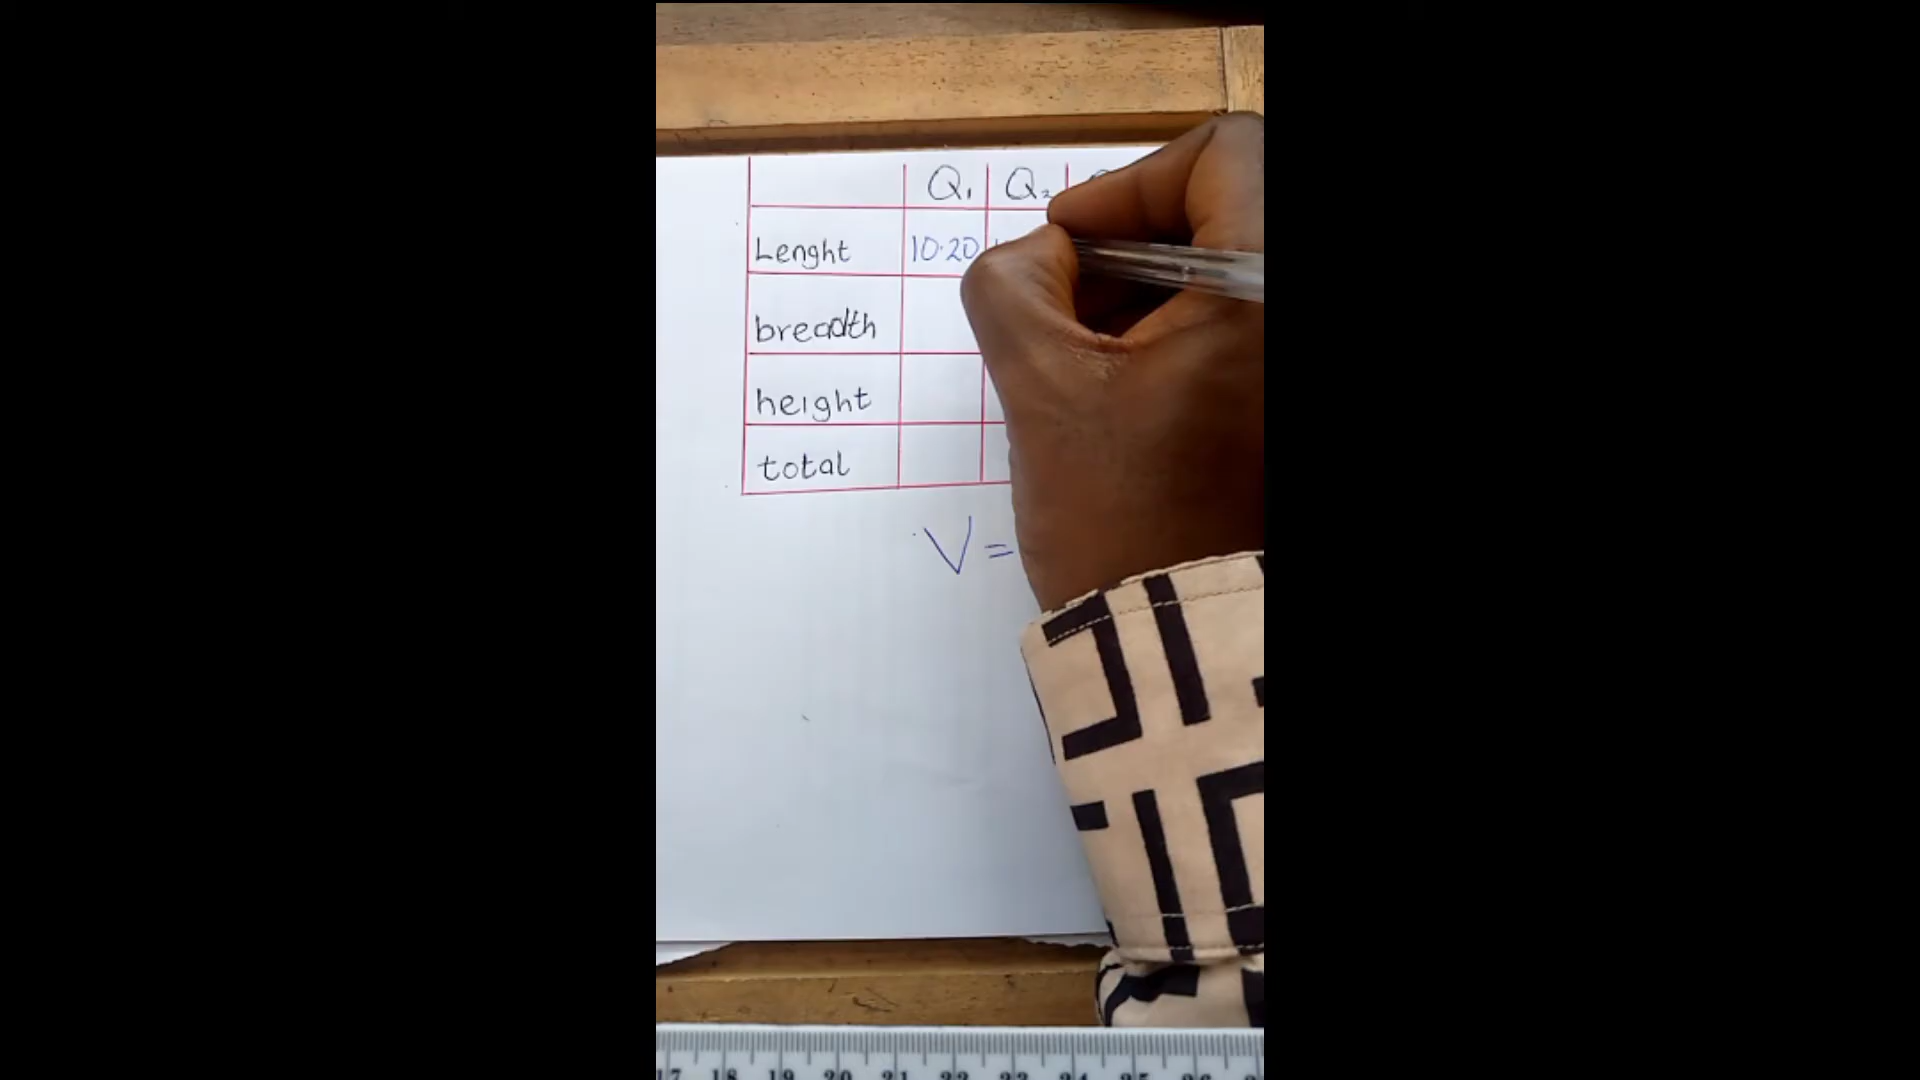 Q₁ Q₂
Lenght 10.20
breadth
height
total
V =
17 18 19 20 21 22 23 24 25 26